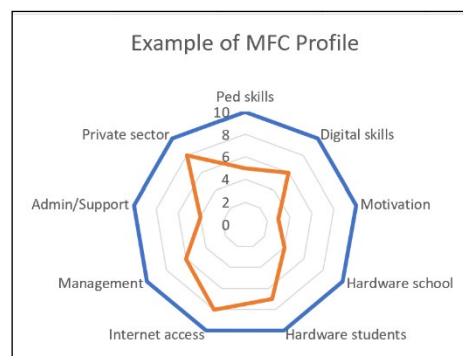 Example of MFC Profile
Ped skills
Private sector
Digital skills
Admin/Support
Motivation
Management
Hardware school
Internet access
Hardware students
10
8
6
4
2
0